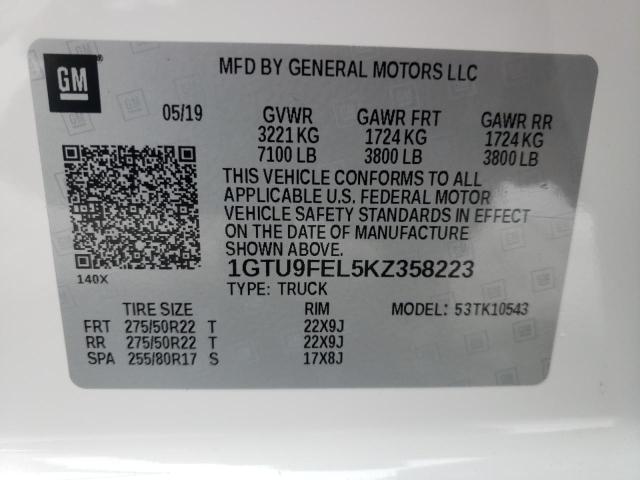 GM
MFD BY GENERAL MOTORS LLC
05/19 GVWR GAWR FRT GAWR RR
3221 KG 1724 KG 1724 KG
7100 LB 3800 LB 3800 LB
THIS VEHICLE CONFORMS TO ALL
APPLICABLE U.S. FEDERAL MOTOR
VEHICLE SAFETY STANDARDS IN EFFECT
ON THE DATE OF MANUFACTURE
SHOWN ABOVE.
140X
1GTU9FEL5KZ358223
TYPE: TRUCK
TIRE SIZE RIM MODEL: 53TK10543
FRT 275/50R22 T 22X9J
RR 275/50R22 T 22X9J
SPA 255/80R17 S 17X8J